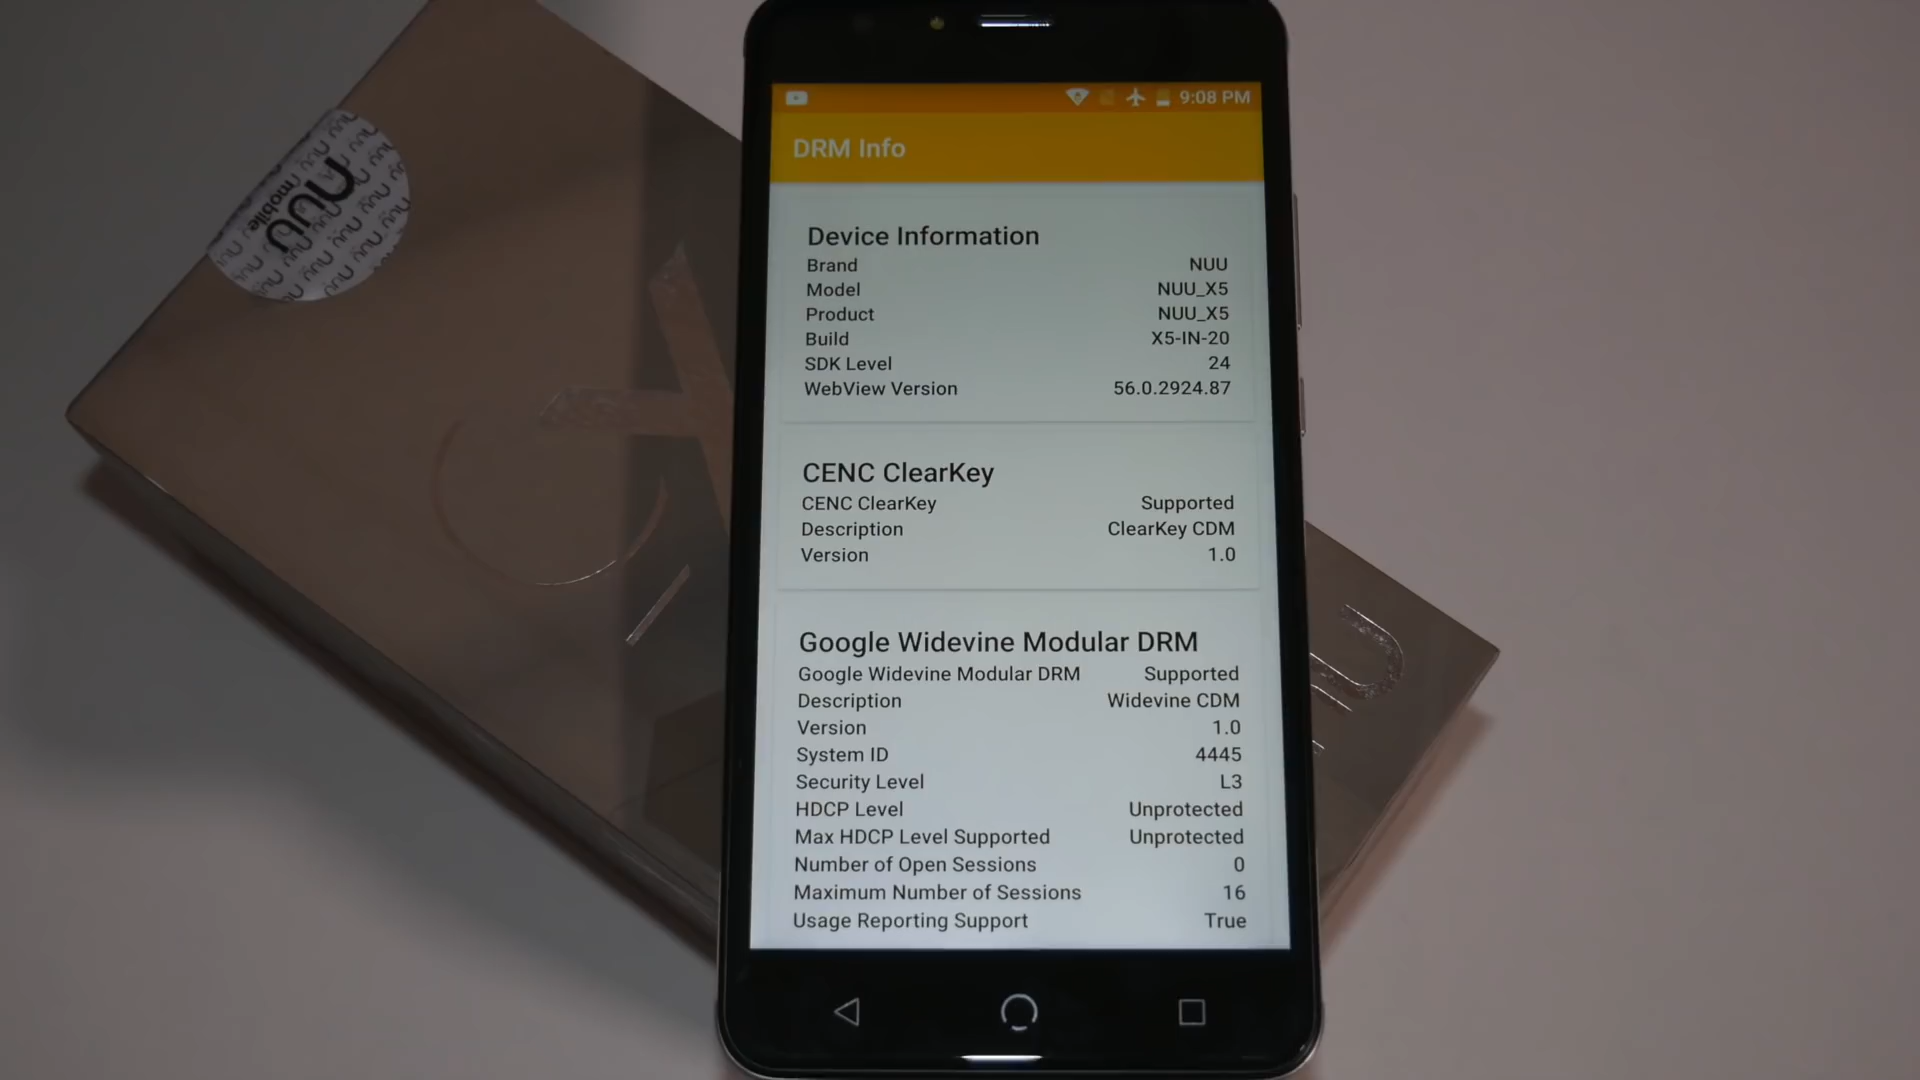 nuu
mobile
9:08 PM
DRM Info
Device Information
Brand NUU
Model NUU_X5
Product NUU_X5
Build X5-IN-20
SDK Level 24
WebView Version 56.0.2924.87
CENC ClearKey
CENC ClearKey Supported
Description ClearKey CDM
Version 1.0
Google Widevine Modular DRM
Google Widevine Modular DRM Supported
Description Widevine CDM
Version 1.0
System ID 4445
Security Level L3
HDCP Level Unprotected
Max HDCP Level Supported Unprotected
Number of Open Sessions 0
Maximum Number of Sessions 16
Usage Reporting Support True